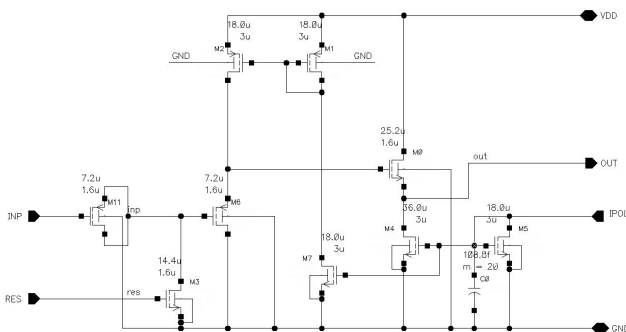 18.0u 18.0u
3u 3u
VDD
M2 M1
GND GND
25.2u
1.6u
M0
out
OUT
7.2u 7.2u
1.6u 1.6u
M11 inp M6
INP
36.0u 18.0u
3u 3u
IPOL
M4 M5
18.0u
3u
M7
108.8f
m = 20
c0
14.4u
1.6u
M3
RES res
GND